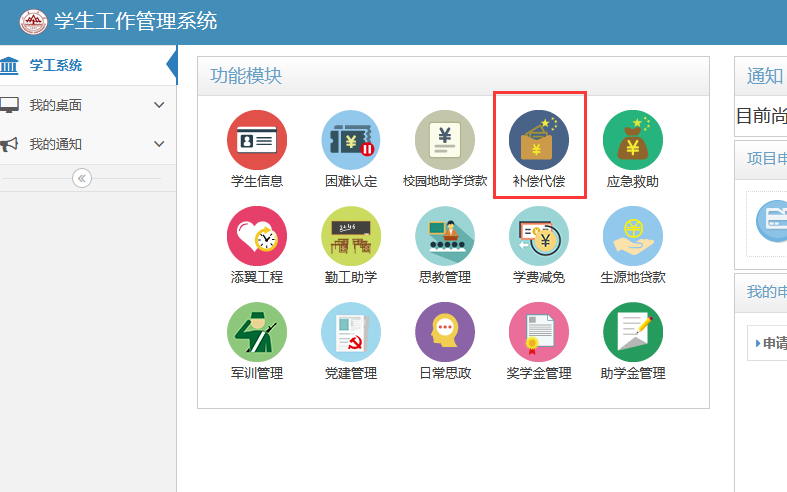 学生工作管理系统
学工系统
我的桌面
我的通知
功能模块
学生信息
困难认定
校园地助学贷款
补偿代偿
应急救助
添翼工程
勤工助学
思教管理
学费减免
生源地贷款
军训管理
党建管理
日常思政
奖学金管理
助学金管理
通知
目前尚
项目申
我的申
申请